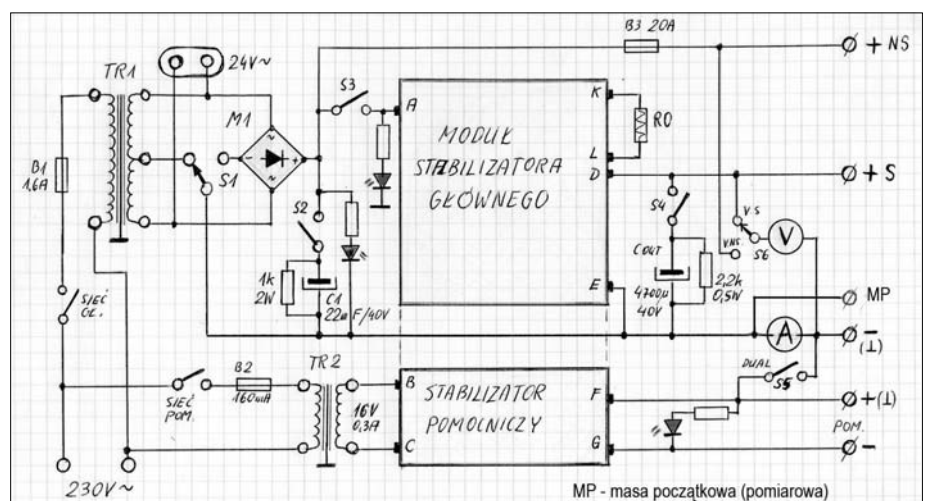 B3 20A
+ NS
24V~
TR1
M1
S3
A
K
RO
L
B1
1,6A
S1
MODUŁ
STABILIZATORA
GŁÓWNEGO
D
+ S
S2
S4
V.S
V.NS.
S6
V
1k
2W
C1
22m F/40V
COUT
4700µ
40V
2,2k
0,5W
E
MP
SIEĆ
GŁ.
A
-
(⊥)
TR2
DUAL
S5
B2
160mA
SIEĆ
POM.
16V
0,3A
B
C
STABILIZATOR
POMOCNICZY
F
G
+(⊥)
POM.
-
230V~
MP - masa początkowa (pomiarowa)